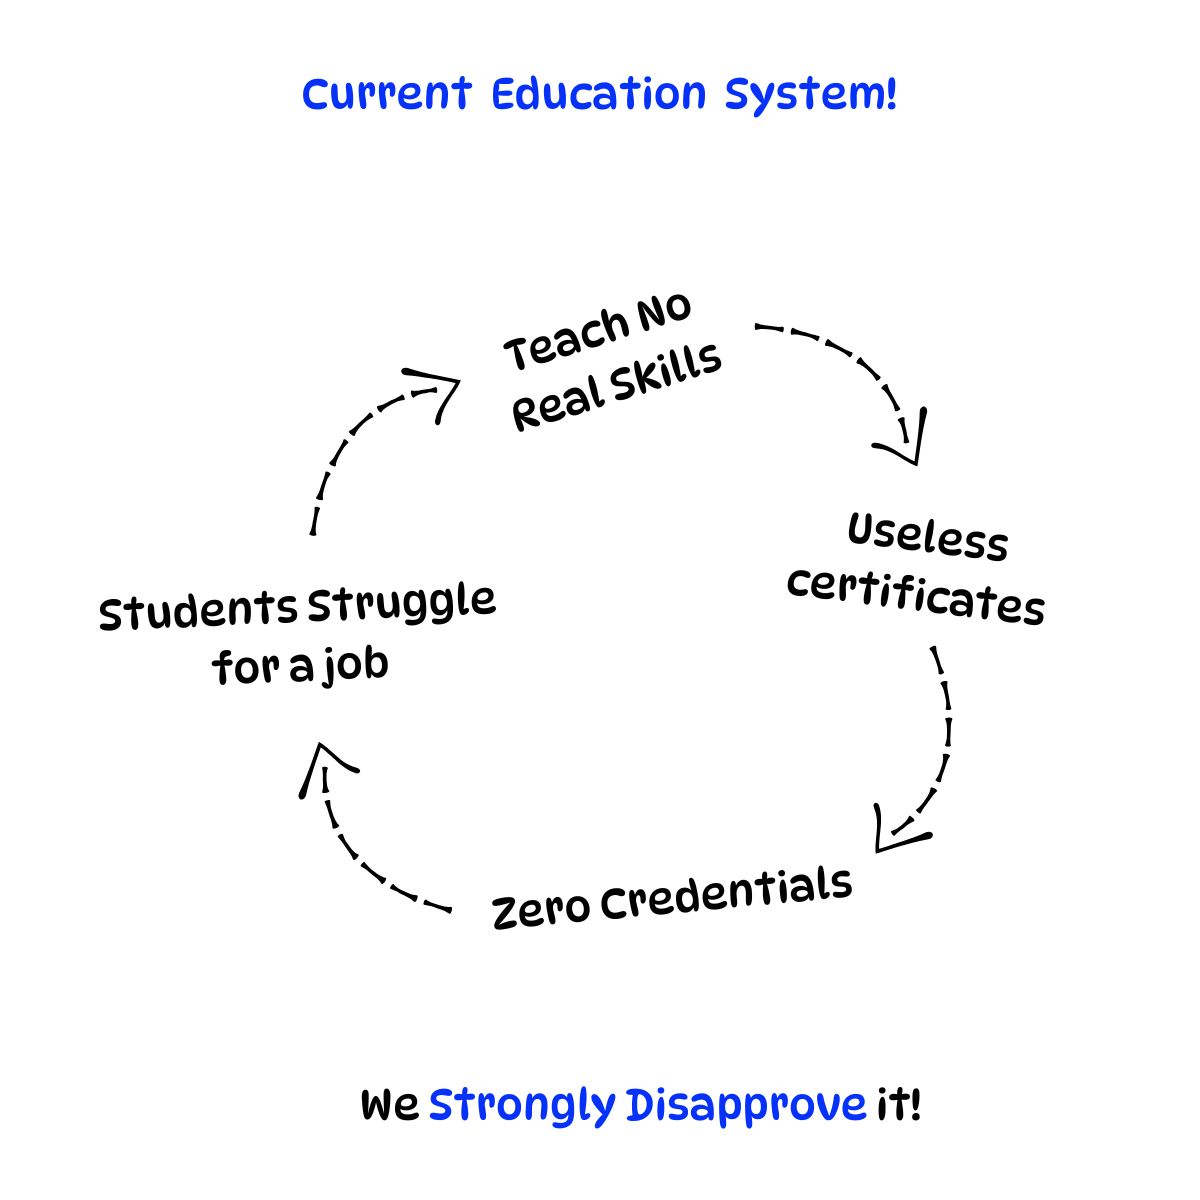 Current Education System!
Teach No
Real Skills
Useless
certificates
Students Struggle
for a job
Zero Credentials
We Strongly Disapprove it!